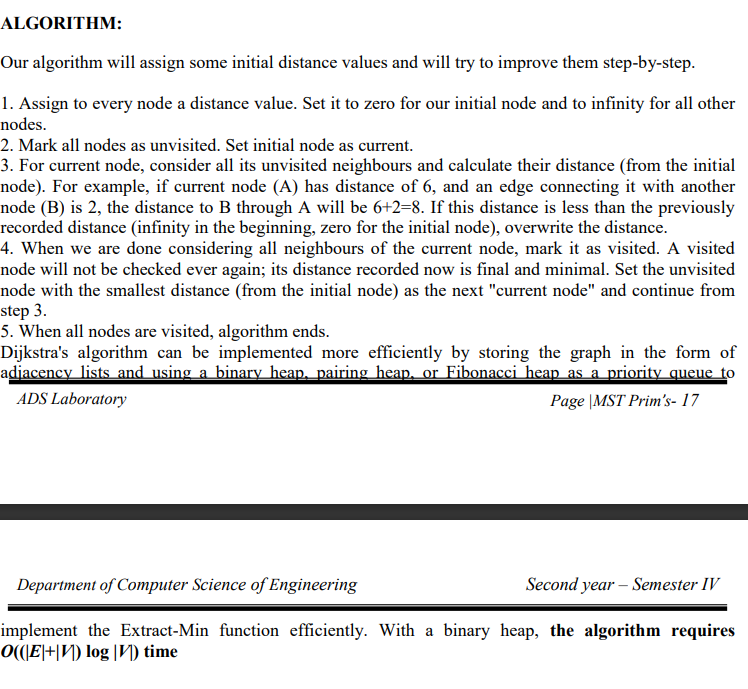 ALGORITHM:
Our algorithm will assign some initial distance values and will try to improve them step-by-step.
1. Assign to every node a distance value. Set it to zero for our initial node and to infinity for all other
nodes.
2. Mark all nodes as unvisited. Set initial node as current.
3. For current node, consider all its unvisited neighbours and calculate their distance (from the initial
node). For example, if current node (A) has distance of 6, and an edge connecting it with another
node (B) is 2, the distance to B through A will be 6+2=8. If this distance is less than the previously
recorded distance (infinity in the beginning, zero for the initial node), overwrite the distance.
4. When we are done considering all neighbours of the current node, mark it as visited. A visited
node will not be checked ever again; its distance recorded now is final and minimal. Set the unvisited
node with the smallest distance (from the initial node) as the next "current node" and continue from
step 3.
5. When all nodes are visited, algorithm ends.
Dijkstra's algorithm can be implemented more efficiently by storing the graph in the form of
adjacency lists and using a binary heap, pairing heap, or Fibonacci heap as a priority queue to
ADS Laboratory Page |MST Prim's- 17
Department of Computer Science of Engineering Second year – Semester IV
implement the Extract-Min function efficiently. With a binary heap, the algorithm requires
O((|E|+|V|) log |V|) time